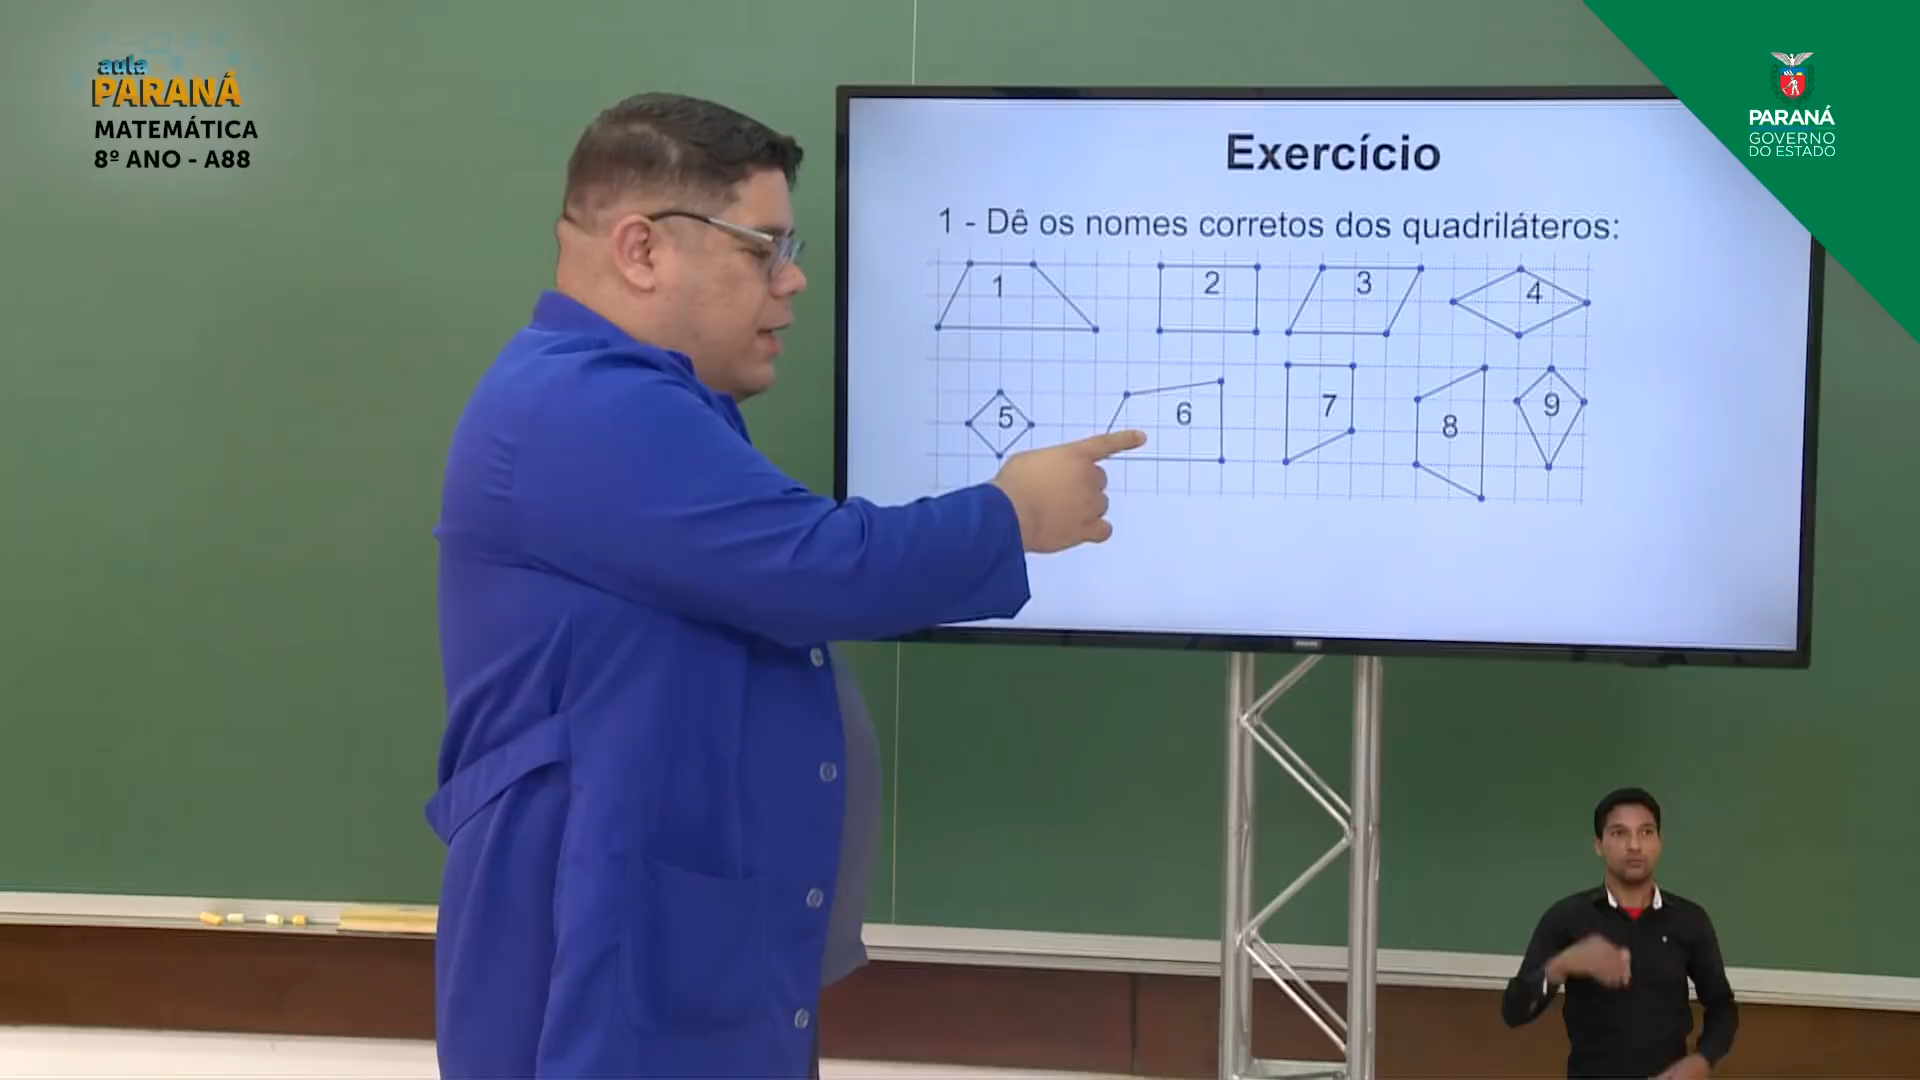 aula
PARANÁ
MATEMÁTICA
8º ANO - A88
PARANÁ
GOVERNO
DO ESTADO
Exercício
1 - Dê os nomes corretos dos quadriláteros:
1 2 3 4
5 6 7 8 9